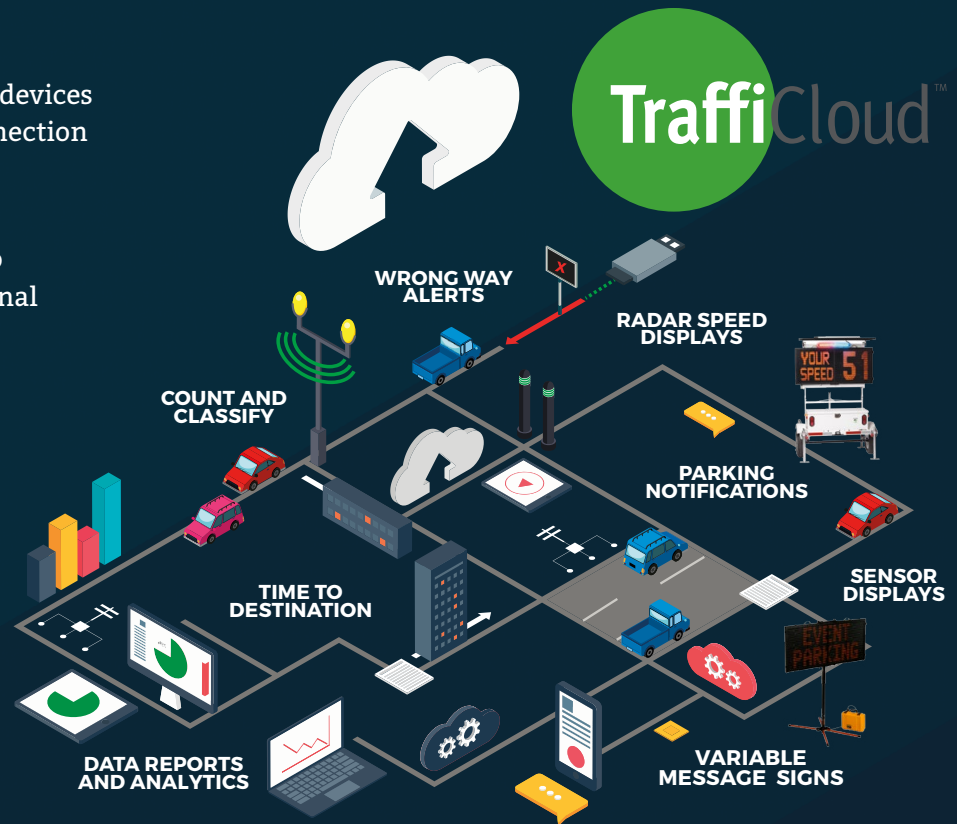 devices
nection
o
nal
TraffiCloud™
WRONG WAY
ALERTS
X
RADAR SPEED
DISPLAYS
YOUR
SPEED 51
COUNT AND
CLASSIFY
PARKING
NOTIFICATIONS
TIME TO
DESTINATION
SENSOR
DISPLAYS
EVENT
PARKING
DATA REPORTS
AND ANALYTICS
VARIABLE
MESSAGE SIGNS